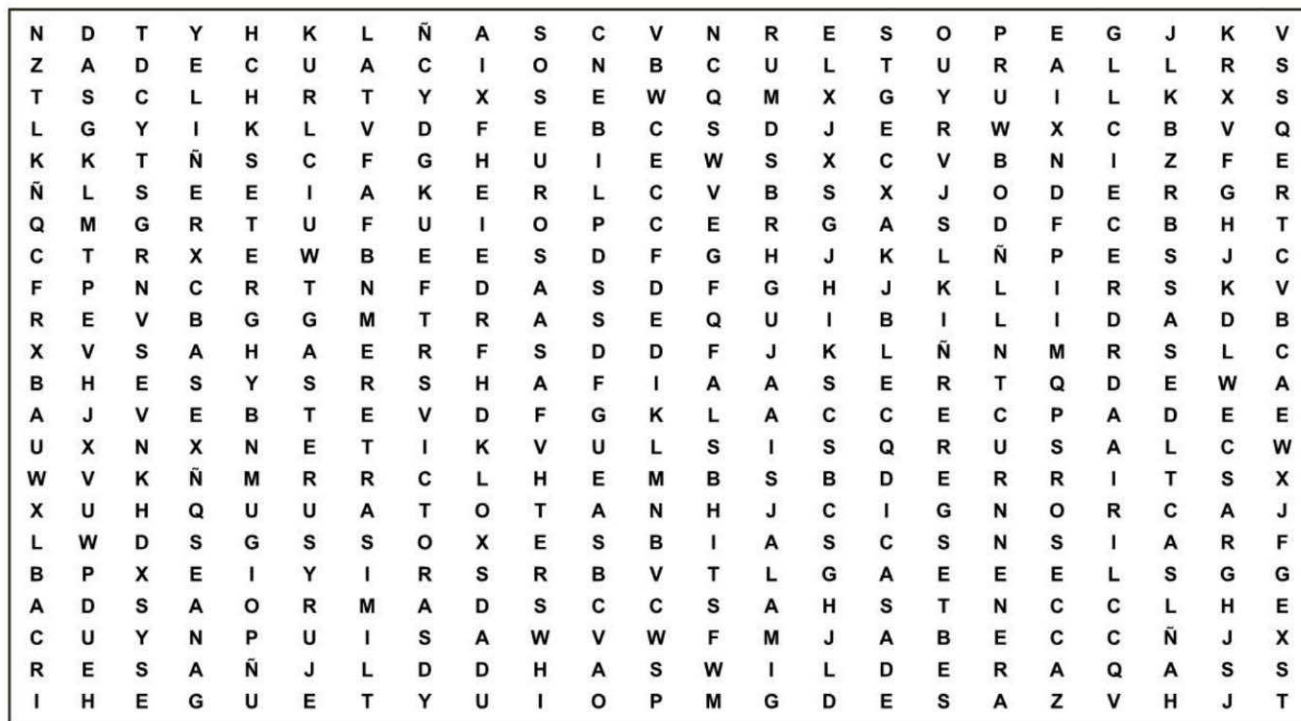 N D T Y H K L Ñ A S C V N R E S O P E G J K V
Z A D E C U A C I O N B C U L T U R A L L R S
T S C L H R T Y X S E W Q M X G Y U I L K X S
L G Y I K L V D F E B C S D J E R W X C B V Q
K K T Ñ S C F G H U I E W S X C V B N I Z F E
Ñ L S E E I A K E R L C V B S X J O D E R G R
Q M G R T U F U I O P C E R G A S D F C B H T
C T R X E W B E E S D F G H J K L Ñ P E S J C
F P N C R T N F D A S D F G H J K L I R S K V
R E V B G G M T R A S E Q U I B I L I D A D B
X V S A H A E R F S D D F J K L Ñ N M R S L C
B H E S Y S R S H A F I A A S E R T Q D E W A
A J V E B T E V D F G K L A C C E C P A D E E
U X N X N E T I K V U L S I S Q R U S A L C W
W V K Ñ M R R C L H E M B S B D E R R I T S X
X U H Q U U A T O T A N H J C I G N O R C A J
L W D S G S S O X E S B I A S C S N S I A R F
B P X E I Y I R S R B V T L G A E E E L S G G
A D S A O R M A D S C C S A H S T N C C L H E
C U Y N P U I S A W V W F M J A B E C C Ñ J X
R E S A Ñ J L D D H A S W I L D E R A Q A S S
I H E G U E T Y U I O P M G D E S A Z V H J T